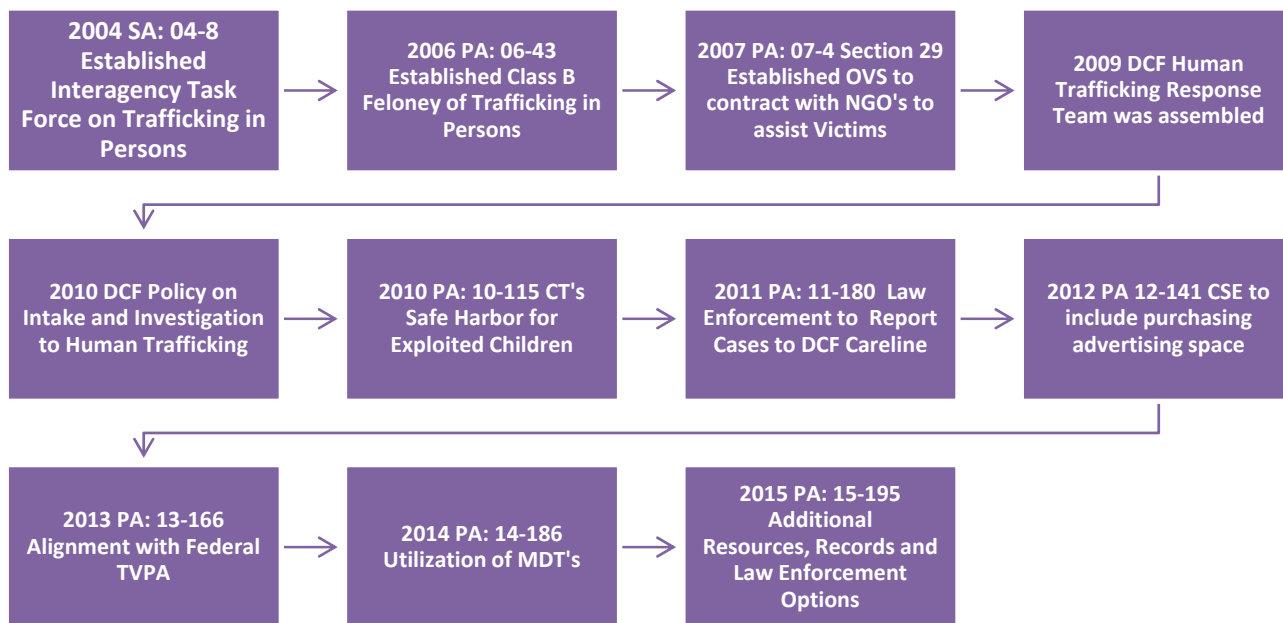 2004 SA: 04-8
Established
Interagency Task
Force on Trafficking in
Persons
2006 PA: 06-43
Established Class B
Feloney of Trafficking in
Persons
2007 PA: 07-4 Section 29
Established OVS to
contract with NGO's to
assist Victims
2009 DCF Human
Trafficking Response
Team was assembled
2010 DCF Policy on
Intake and Investigation
to Human Trafficking
2010 PA: 10-115 CT's
Safe Harbor for
Exploited Children
2011 PA: 11-180 Law
Enforcement to Report
Cases to DCF Careline
2012 PA 12-141 CSE to
include purchasing
advertising space
2013 PA: 13-166
Alignment with Federal
TVPA
2014 PA: 14-186
Utilization of MDT's
2015 PA: 15-195
Additional
Resources, Records and
Law Enforcement
Options